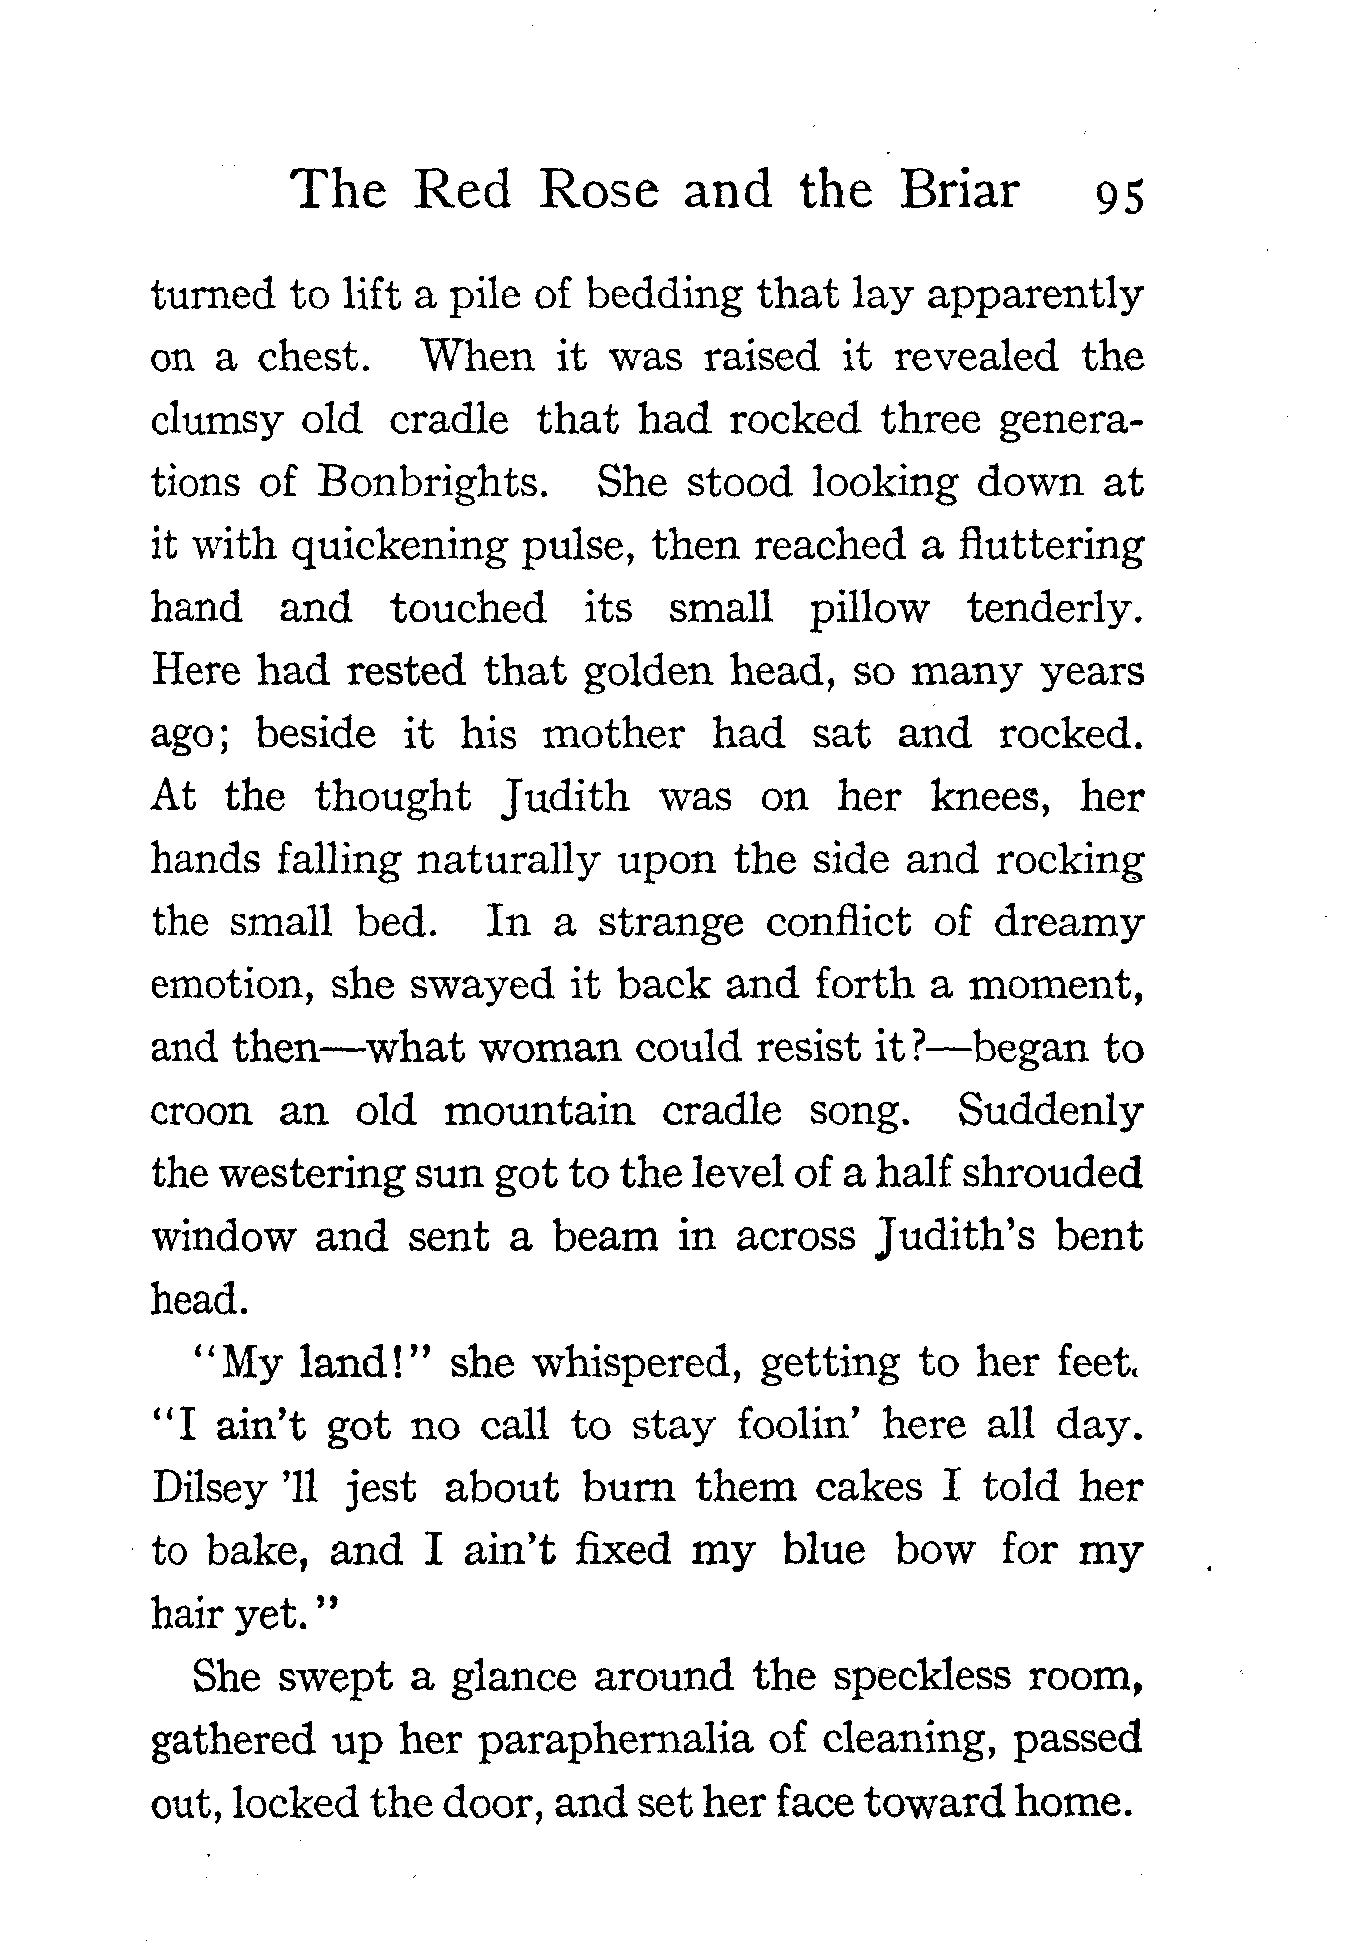 The Red Rose and the Briar 95
turned to lift a pile of bedding that lay apparently
on a chest. When it was raised it revealed the
clumsy old cradle that had rocked three genera-
tions of Bonbrights. She stood looking down at
it with quickening pulse, then reached a fluttering
hand and touched its small pillow tenderly.
Here had rested that golden head, so many years
ago; beside it his mother had sat and rocked.
At the thought Judith was on her knees, her
hands falling naturally upon the side and rocking
the small bed. In a strange conflict of dreamy
emotion, she swayed it back and forth a moment,
and then—what woman could resist it?—began to
croon an old mountain cradle song. Suddenly
the westering sun got to the level of a half shrouded
window and sent a beam in across Judith's bent
head.
"My land!" she whispered, getting to her feet.
"I ain't got no call to stay foolin' here all day.
Dilsey 'll jest about burn them cakes I told her
to bake, and I ain't fixed my blue bow for my
hair yet."
She swept a glance around the speckless room,
gathered up her paraphernalia of cleaning, passed
out, locked the door, and set her face toward home.